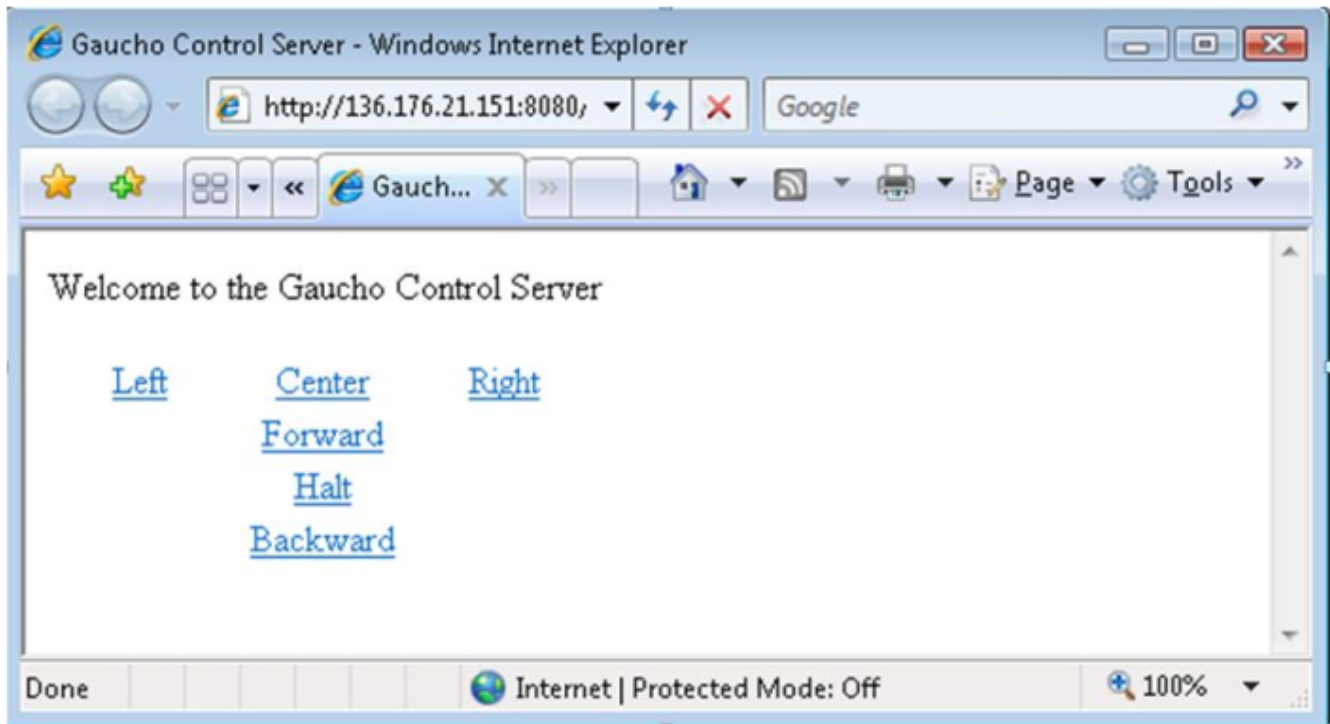 Gaucho Control Server - Windows Internet Explorer
http://136.176.21.151:8080/ Google
« Gauch... » Page Tools »
Welcome to the Gaucho Control Server
Left Center Right
Forward
Halt
Backward
Done Internet | Protected Mode: Off 100%